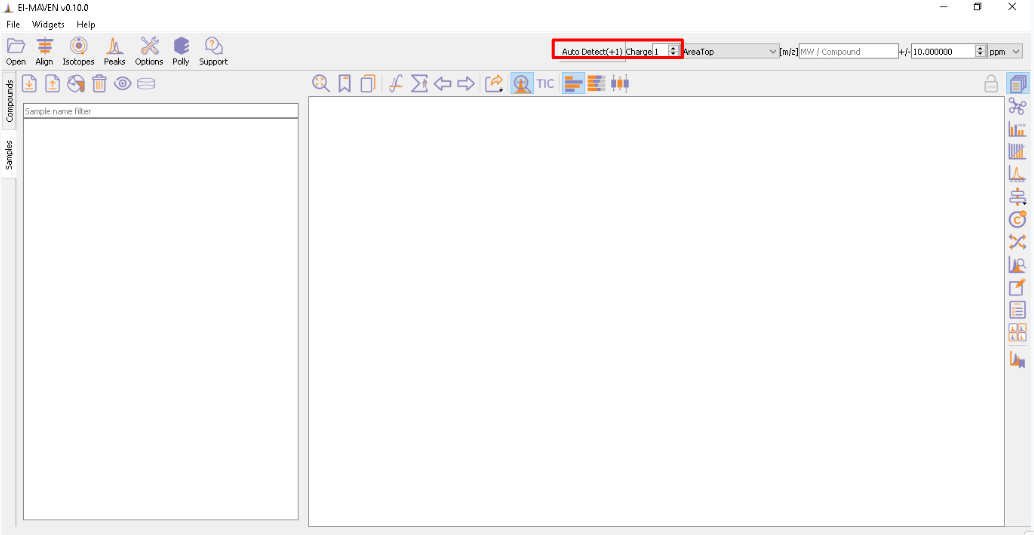 El-MAVEN v0.10.0
File Widgets Help
Open Align Isotopes Peaks Options Polly Support
Auto Detect(+1) Charge 1 AreaTop [m/z] MW / Compound +/- 10.000000 ppm
TIC
Compounds
Sample name filter
Samples